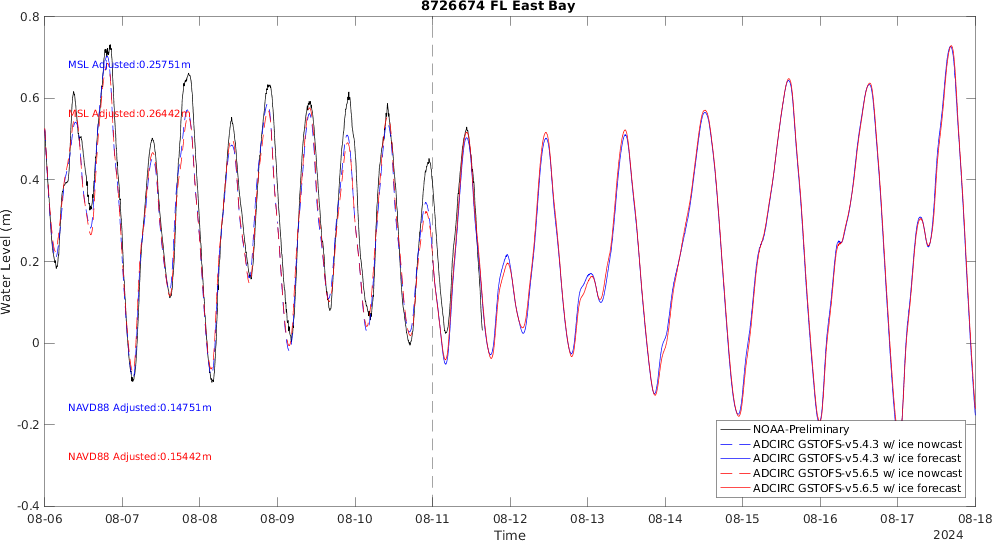 8726674 FL East Bay
0.8
0.6
0.4
0.2
0
-0.2
-0.4
Water Level (m)
MSL Adjusted:0.25751m
MSL Adjusted:0.26442m
NAVD88 Adjusted:0.14751m
NAVD88 Adjusted:0.15442m
NOAA-Preliminary
ADCIRC GSTOFS-v5.4.3 w/ ice nowcast
ADCIRC GSTOFS-v5.4.3 w/ ice forecast
ADCIRC GSTOFS-v5.6.5 w/ ice nowcast
ADCIRC GSTOFS-v5.6.5 w/ ice forecast
08-06 08-07 08-08 08-09 08-10 08-11 08-12 08-13 08-14 08-15 08-16 08-17 08-18
Time
2024